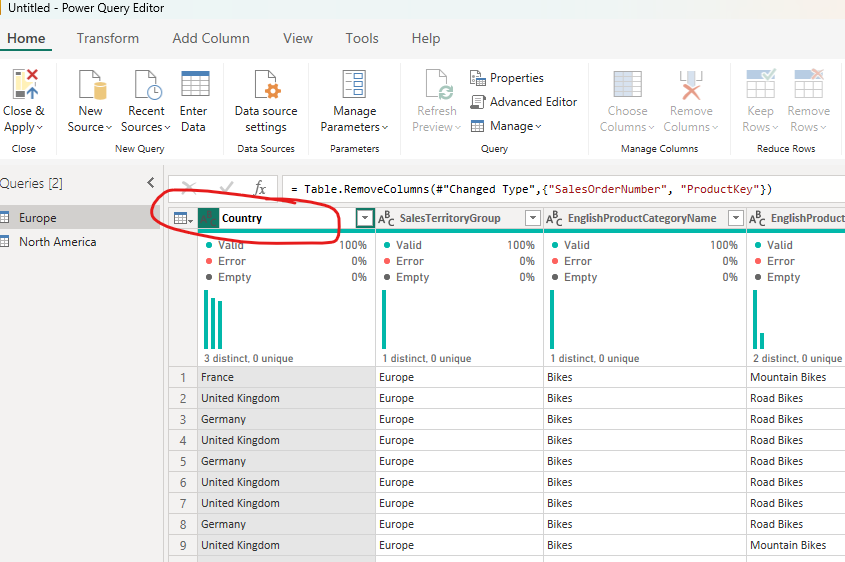 Untitled - Power Query Editor
Home Transform Add Column View Tools Help
Close & Apply
New Source
Recent Sources
Enter Data
Data source settings
Manage Parameters
Refresh Preview
Properties
Advanced Editor
Manage
Choose Columns
Remove Columns
Keep Rows
Remove Rows
Close New Query Data Sources Parameters Query Manage Columns Reduce Rows
Queries [2]
fx = Table.RemoveColumns(#"Changed Type",{"SalesOrderNumber", "ProductKey"})
Europe
North America
Country ABC SalesTerritoryGroup ABC EnglishProductCategoryName ABC EnglishProduct
Valid 100% Valid 100% Valid 100% Valid
Error 0% Error 0% Error 0% Error
Empty 0% Empty 0% Empty 0% Empty
3 distinct, 0 unique 1 distinct, 0 unique 1 distinct, 0 unique 2 distinct, 0 unique
1 France Europe Bikes Mountain Bikes
2 United Kingdom Europe Bikes Road Bikes
3 Germany Europe Bikes Road Bikes
4 United Kingdom Europe Bikes Road Bikes
5 Germany Europe Bikes Road Bikes
6 United Kingdom Europe Bikes Road Bikes
7 United Kingdom Europe Bikes Road Bikes
8 Germany Europe Bikes Road Bikes
9 United Kingdom Europe Bikes Mountain Bikes